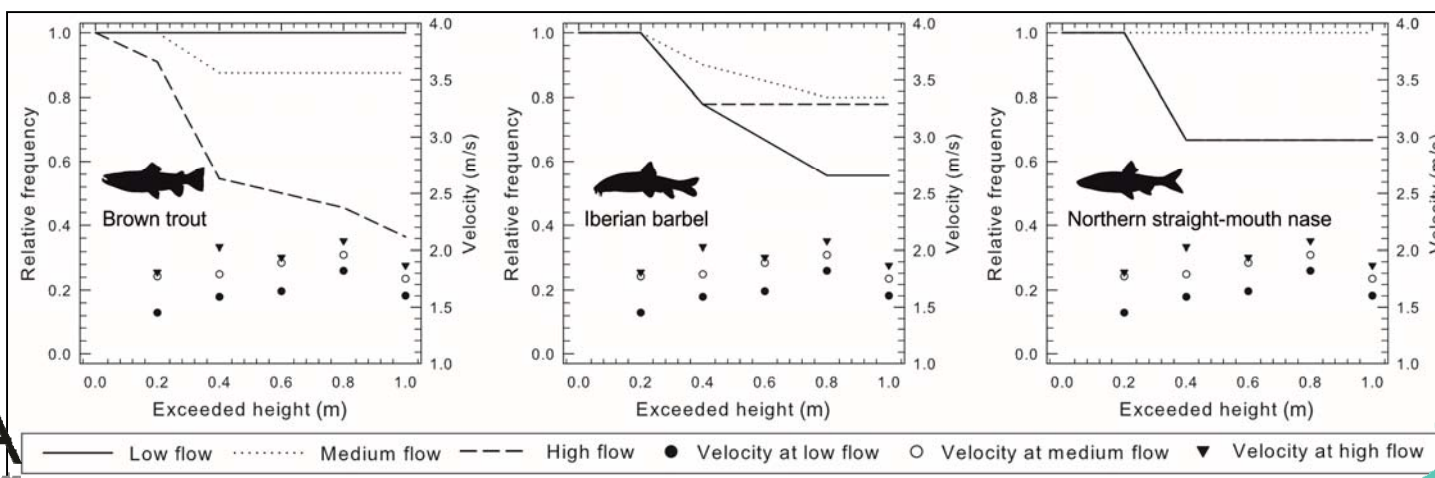 1.0
0.8
0.6
0.4
0.2
0.0
Relative frequency
Brown trout
4.0
3.5
3.0
2.5
2.0
1.5
1.0
Velocity (m/s)
0.0 0.2 0.4 0.6 0.8 1.0
Exceeded height (m)
1.0
0.8
0.6
0.4
0.2
0.0
Relative frequency
Iberian barbel
4.0
3.5
3.0
2.5
2.0
1.5
1.0
Velocity (m/s)
0.0 0.2 0.4 0.6 0.8 1.0
Exceeded height (m)
1.0
0.8
0.6
0.4
0.2
0.0
Relative frequency
Northern straight-mouth nase
4.0
3.5
3.0
2.5
2.0
1.5
1.0
Velocity (m/s)
0.0 0.2 0.4 0.6 0.8 1.0
Exceeded height (m)
Low flow Medium flow High flow Velocity at low flow Velocity at medium flow Velocity at high flow